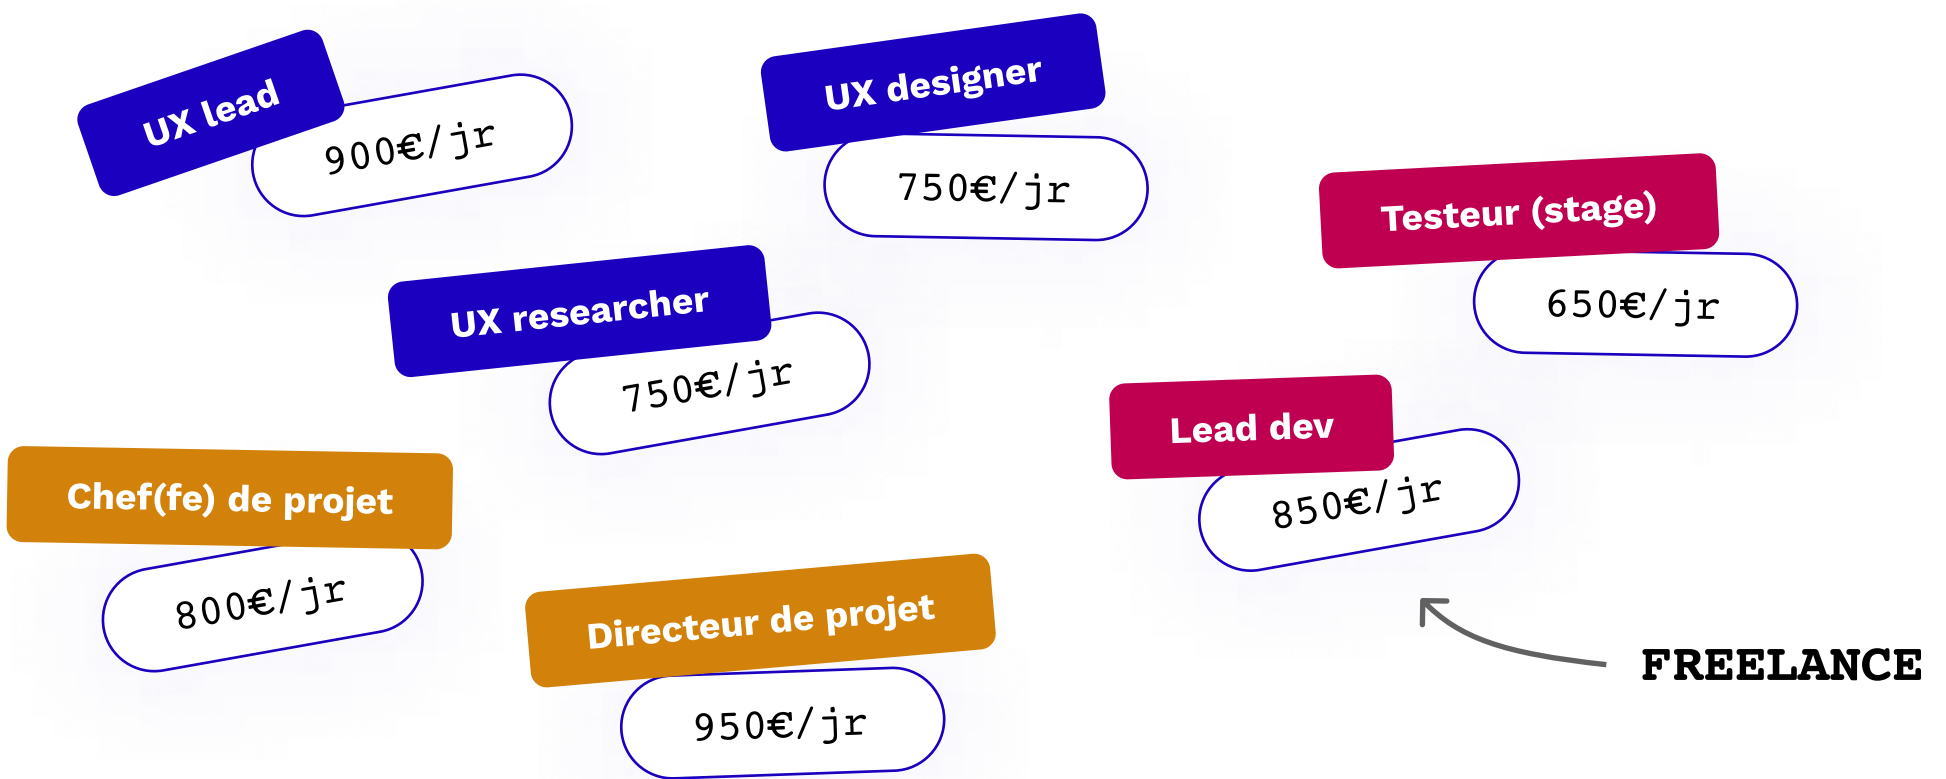 UX lead
900€/jr
UX designer
750€/jr
Testeur (stage)
650€/jr
UX researcher
750€/jr
Lead dev
850€/jr
Chef(fe) de projet
800€/jr
Directeur de projet
950€/jr
FREELANCE